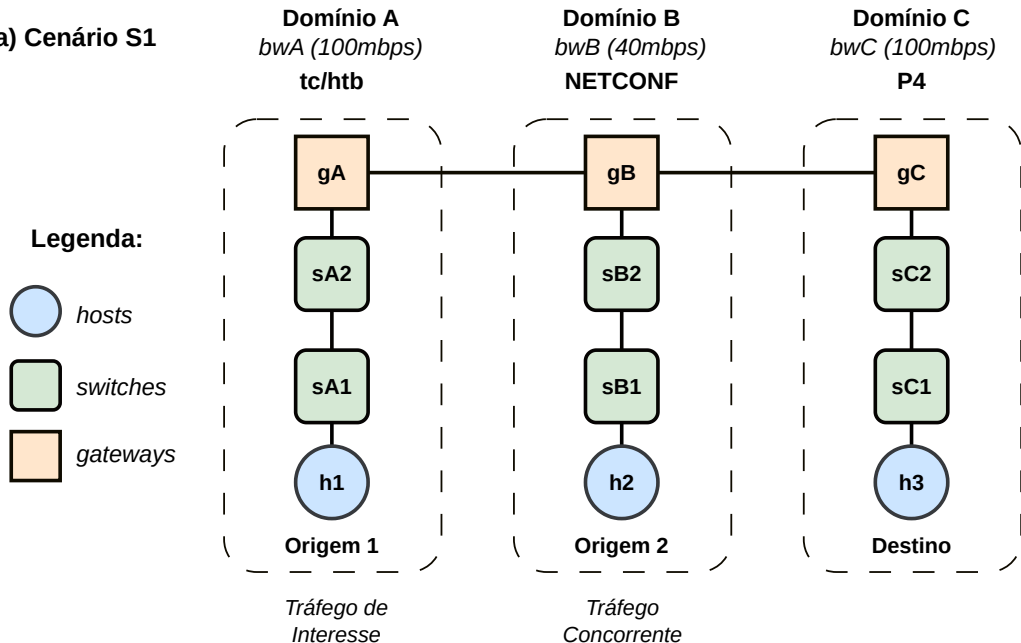 a) Cenário S1
Domínio A
bwA (100mbps)
tc/htb
Domínio B
bwB (40mbps)
NETCONF
Domínio C
bwC (100mbps)
P4
gA
gB
gC
Legenda:
sA2
sB2
sC2
hosts
sA1
sB1
sC1
switches
gateways
h1
h2
h3
Origem 1
Origem 2
Destino
Tráfego de
Interesse
Tráfego
Concorrente